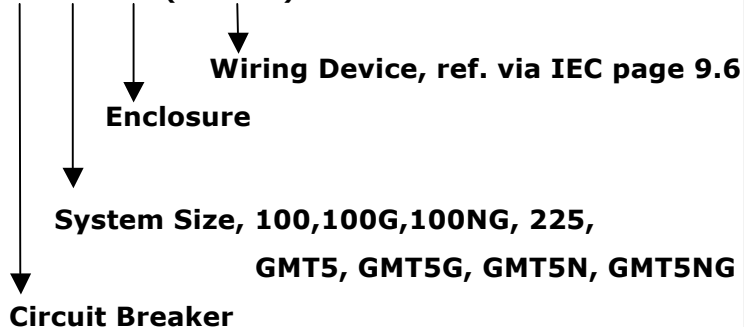 Wiring Device, ref. via IEC page 9.6
Enclosure
System Size, 100,100G,100NG, 225,
GMT5, GMT5G, GMT5N, GMT5NG
Circuit Breaker